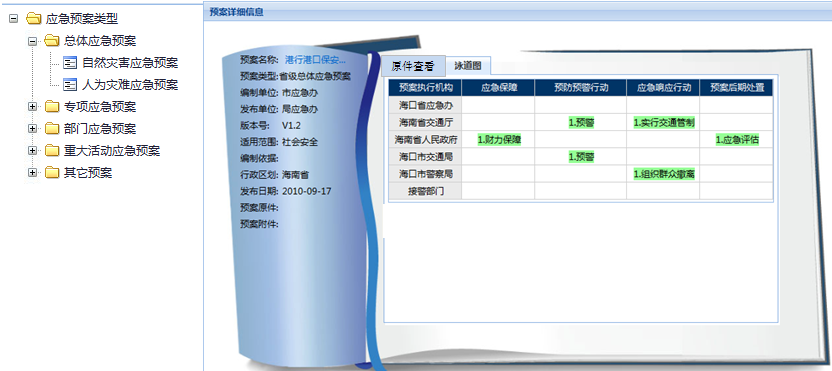 应急预案类型
总体应急预案
自然灾害应急预案
人为灾难应急预案
专项应急预案
部门应急预案
重大活动应急预案
其它预案
预案详细信息
预案名称: 港行港口保安...
预案类型:省级总体应急预案
编制单位: 市应急办
发布单位: 局应急办
版本号: V1.2
适用范围: 社会安全
编制依据:
行政区划: 海南省
发布日期: 2010-09-17
预案原件:
预案附件:
原件查看 泳道图
预案执行机构 应急保障 预防预警行动 应急响应行动 预案后期处置
海口省应急办
海南省交通厅 1.预警 1.实行交通管制
海南省人民政府 1.财力保障 1.应急评估
海口市交通局 1.预警
海口市警察局 1.组织群众撤离
接警部门